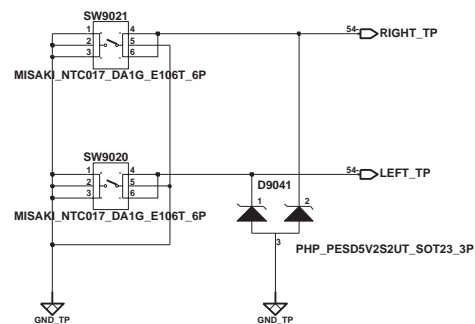 SW9021
1 4
2 5
3 6
54 RIGHT_TP
MISAKI_NTC017_DA1G_E106T_6P
SW9020
1 4
2 5
3 6
54 LEFT_TP
MISAKI_NTC017_DA1G_E106T_6P
D9041
1 2
3
PHP_PESD5V2S2UT_SOT23_3P
GND_TP GND_TP